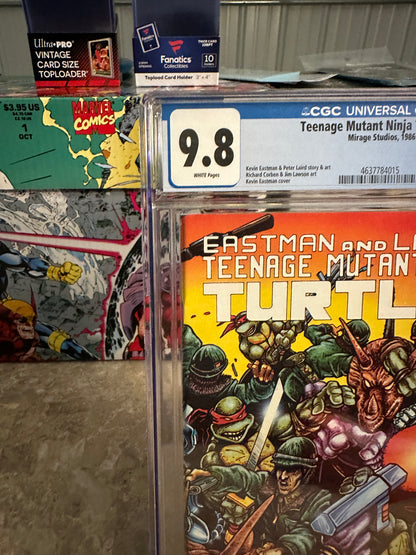 ULTRA•PRO®
VINTAGE
CARD SIZE
TOPLOADER
Fanatics
Collectibles
Topload Card Holder 3" x 4"
THICK CARD
10
$3.95 US
1
OCT
MARVEL
COMICS
CGC UNIVERSAL
9.8
WHITE Pages
Teenage Mutant Ninja
Mirage Studios, 1986
Kevin Eastman & Peter Laird story & art
Richard Corben & Jim Lawson art
Kevin Eastman cover
4637784015
EASTMAN AND LA
TEENAGE MUTANT
TURTL